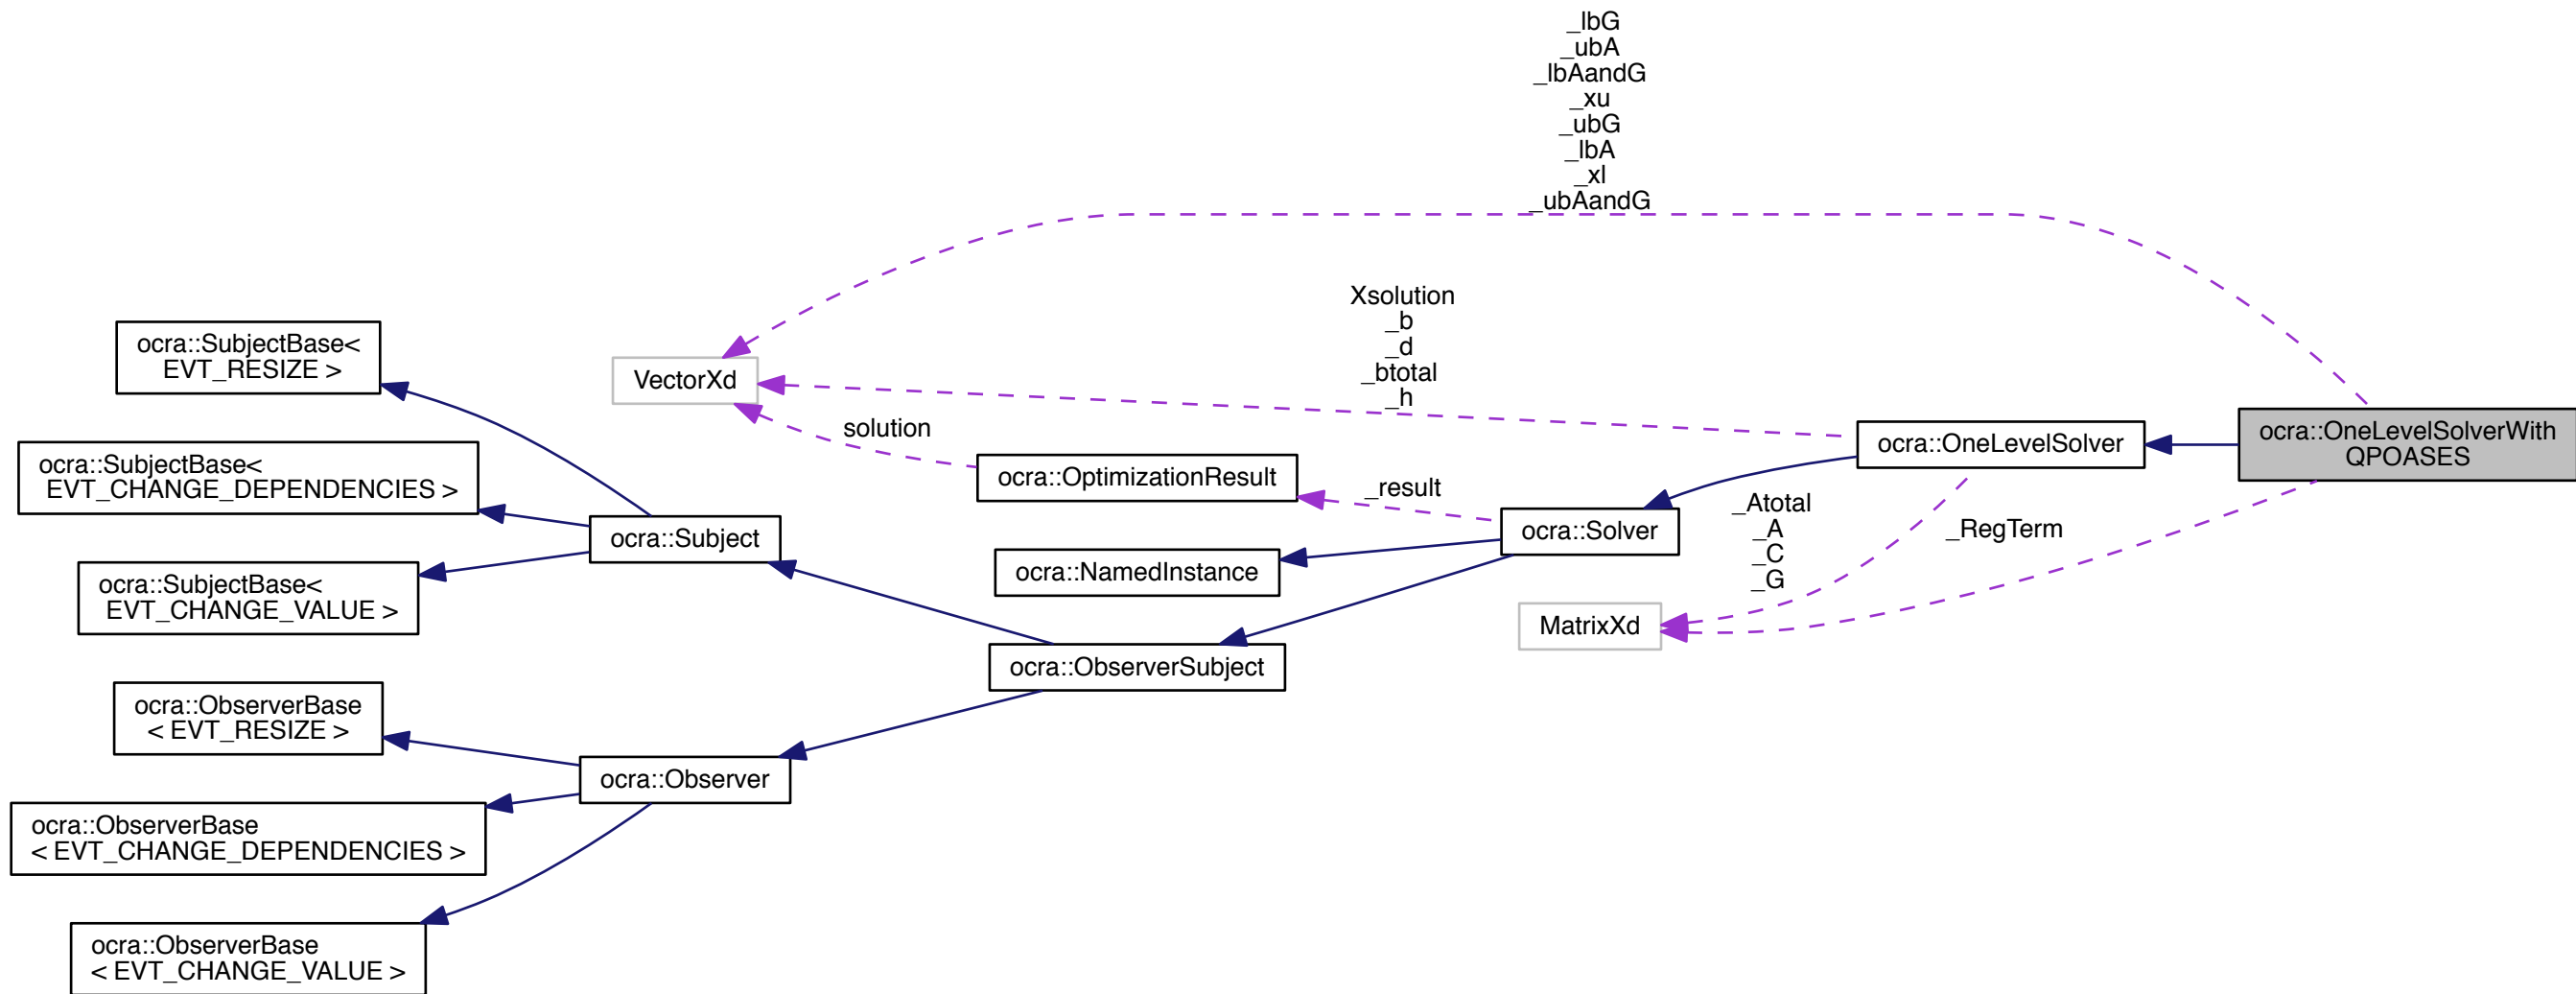 _lbG
_ubA
_lbAandG
_xu
_ubG
_lbA
_xl
_ubAandG
Xsolution
_b
_d
_btotal
_h
ocra::SubjectBase<
EVT_RESIZE >
VectorXd
solution
ocra::OneLevelSolverWith
QPOASES
ocra::OneLevelSolver
ocra::SubjectBase<
EVT_CHANGE_DEPENDENCIES >
ocra::OptimizationResult
_result
_Atotal
_A
_C
_G
_RegTerm
ocra::Solver
ocra::Subject
ocra::NamedInstance
ocra::SubjectBase<
EVT_CHANGE_VALUE >
MatrixXd
ocra::ObserverSubject
ocra::ObserverBase
< EVT_RESIZE >
ocra::Observer
ocra::ObserverBase
< EVT_CHANGE_DEPENDENCIES >
ocra::ObserverBase
< EVT_CHANGE_VALUE >